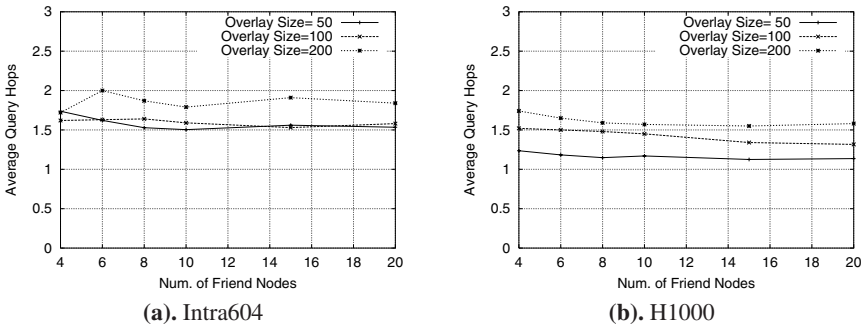 Average Query Hops
3
2.5
2
1.5
1
0.5
0
Overlay Size= 50
Overlay Size=100
Overlay Size=200
4 6 8 10 12 14 16 18 20
Num. of Friend Nodes
(a). Intra604
Average Query Hops
3
2.5
2
1.5
1
0.5
0
Overlay Size= 50
Overlay Size=100
Overlay Size=200
4 6 8 10 12 14 16 18 20
Num. of Friend Nodes
(b). H1000